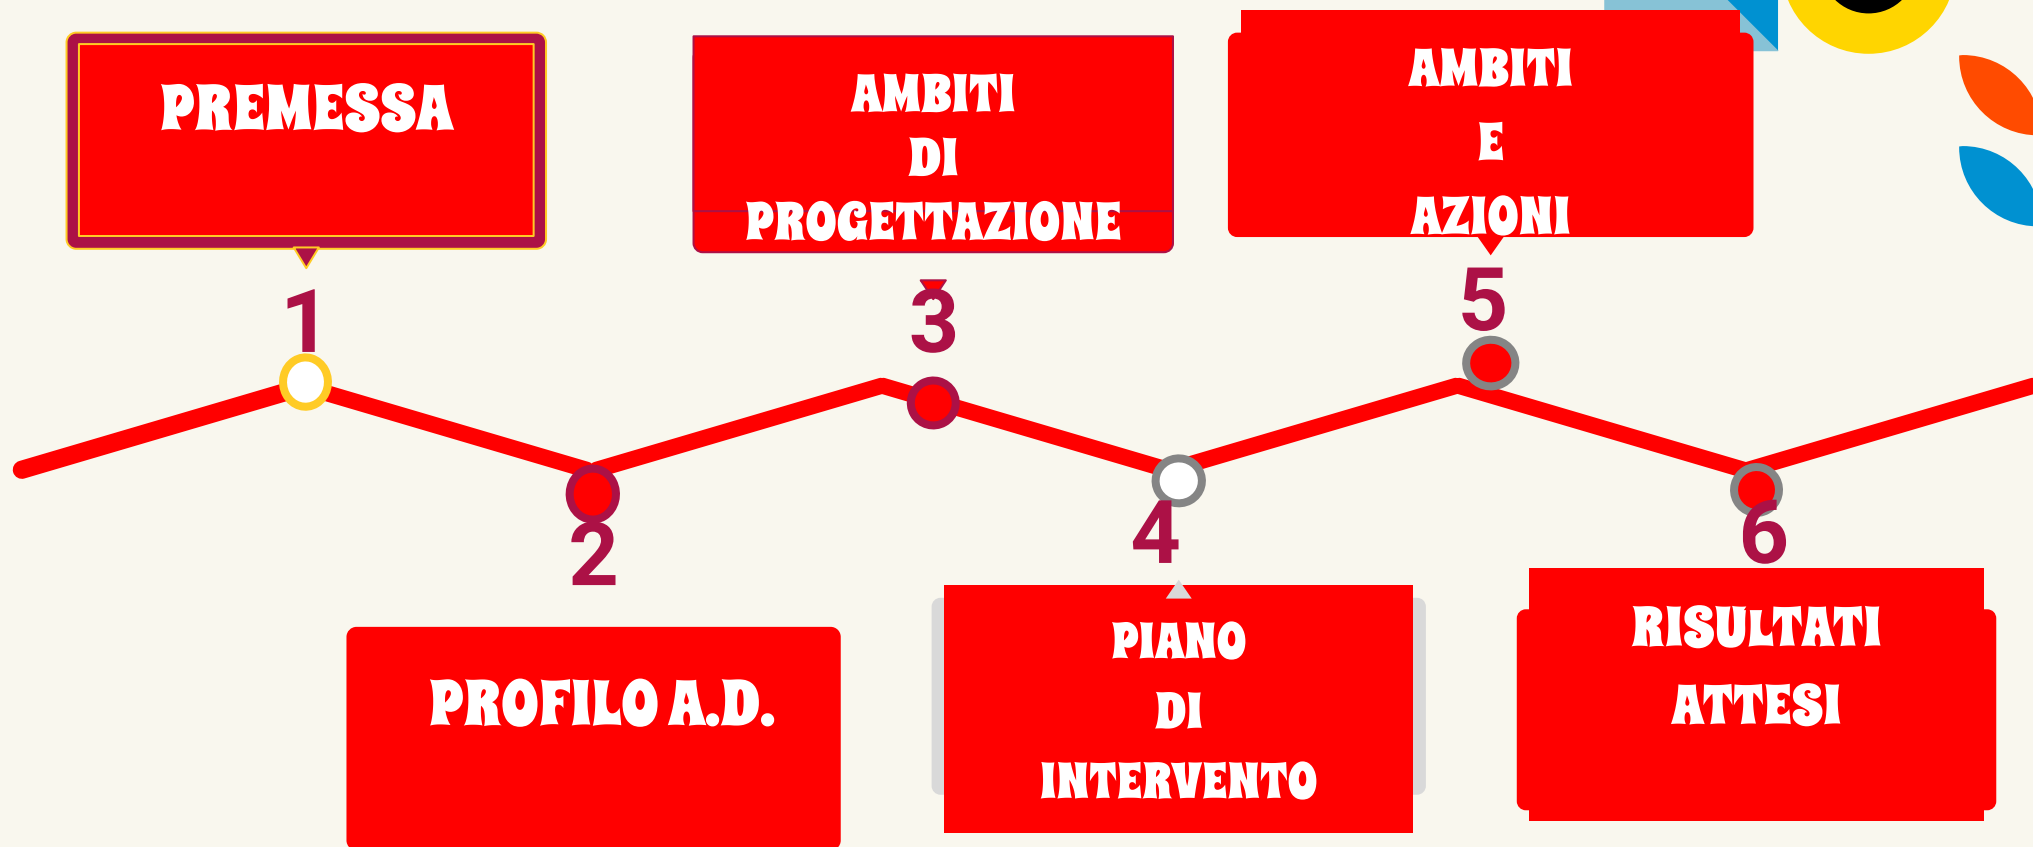 PREMESSA
1
2
PROFILO A.D.
AMBITI
DI
PROGETTAZIONE
3
4
PIANO
DI
INTERVENTO
AMBITI
E
AZIONI
5
6
RISULTATI
ATTESI